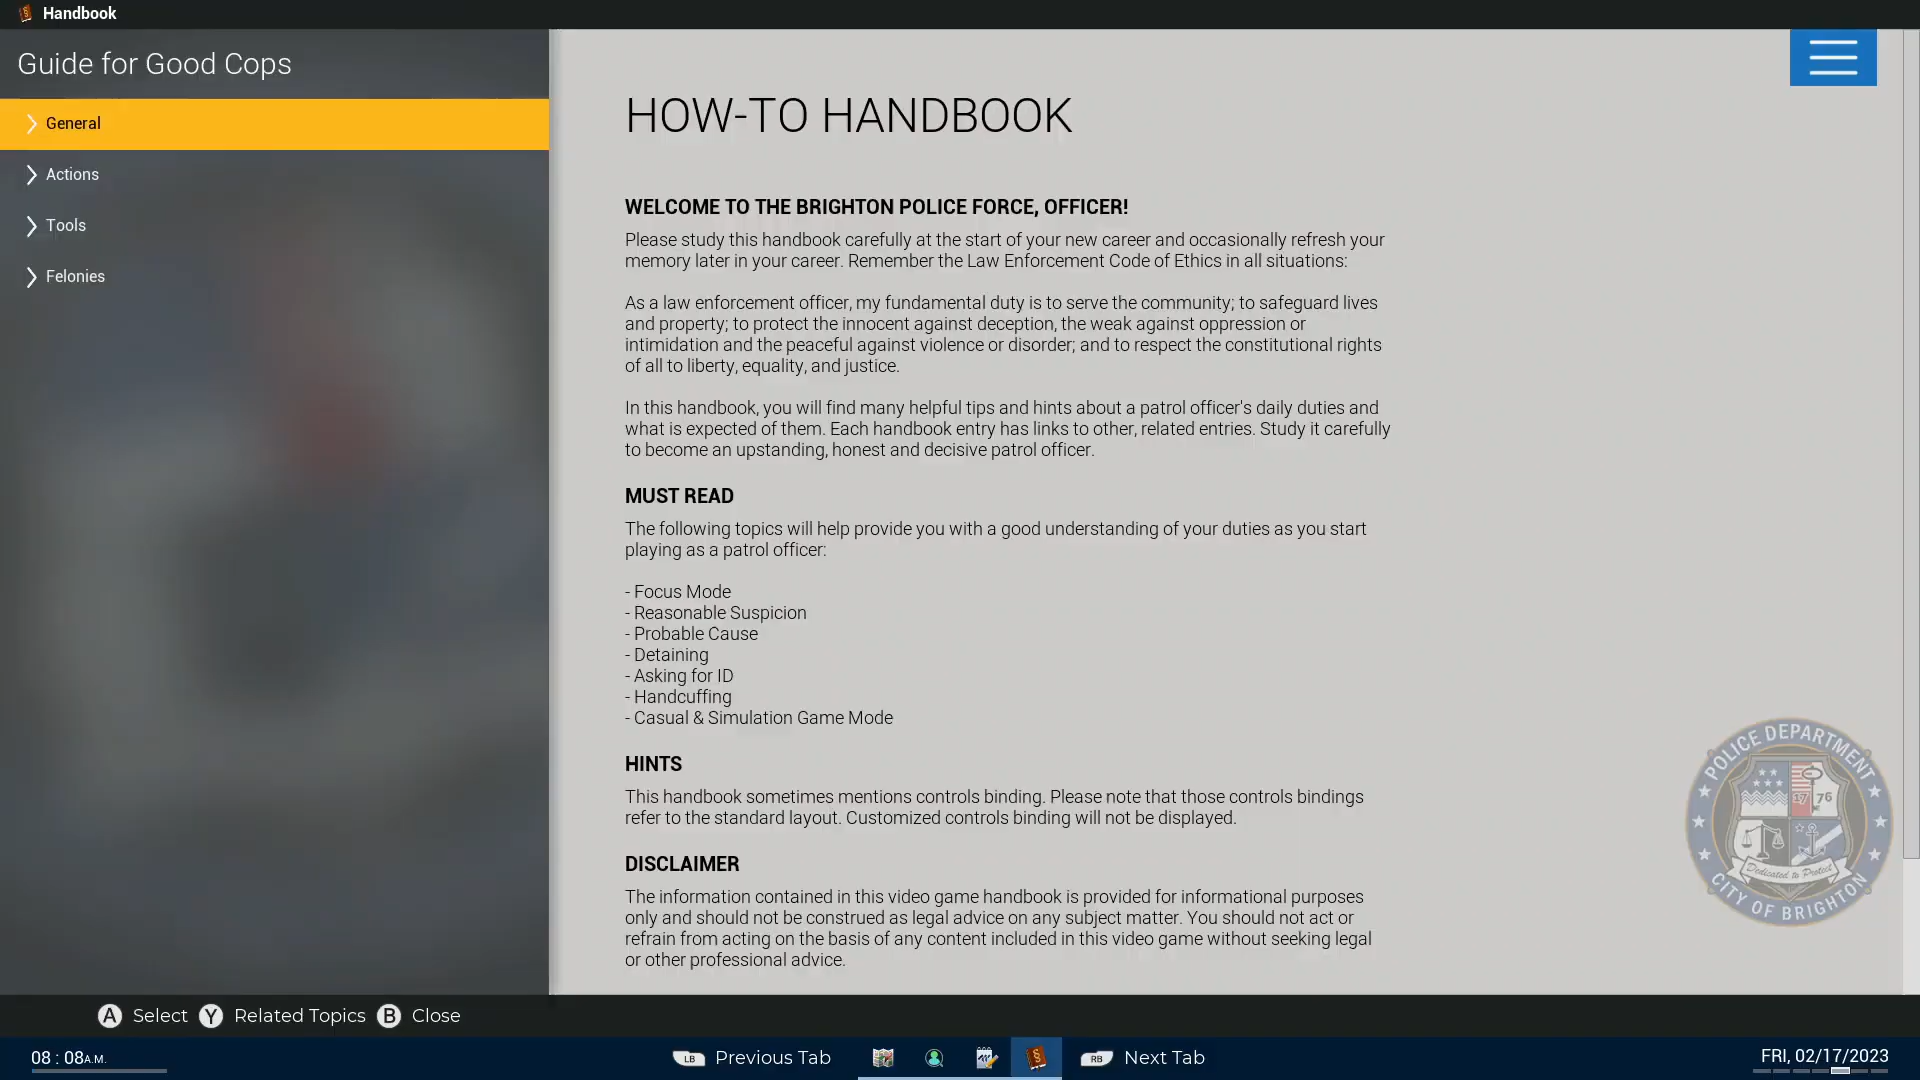 Handbook
Guide for Good Cops
General
Actions
Tools
Felonies
HOW-TO HANDBOOK
WELCOME TO THE BRIGHTON POLICE FORCE, OFFICER!
Please study this handbook carefully at the start of your new career and occasionally refresh your
memory later in your career. Remember the Law Enforcement Code of Ethics in all situations:
As a law enforcement officer, my fundamental duty is to serve the community; to safeguard lives
and property; to protect the innocent against deception, the weak against oppression or
intimidation and the peaceful against violence or disorder; and to respect the constitutional rights
of all to liberty, equality, and justice.
In this handbook, you will find many helpful tips and hints about a patrol officer's daily duties and
what is expected of them. Each handbook entry has links to other, related entries. Study it carefully
to become an upstanding, honest and decisive patrol officer.
MUST READ
The following topics will help provide you with a good understanding of your duties as you start
playing as a patrol officer:
- Focus Mode
- Reasonable Suspicion
- Probable Cause
- Detaining
- Asking for ID
- Handcuffing
- Casual & Simulation Game Mode
HINTS
This handbook sometimes mentions controls binding. Please note that those controls bindings
refer to the standard layout. Customized controls binding will not be displayed.
DISCLAIMER
The information contained in this video game handbook is provided for informational purposes
only and should not be construed as legal advice on any subject matter. You should not act or
refrain from acting on the basis of any content included in this video game without seeking legal
or other professional advice.
POLICE DEPARTMENT
17 76
Dedicated to Protect
CITY OF BRIGHTON
A Select Y Related Topics B Close
08 : 08 A.M.
LB Previous Tab
RB Next Tab
FRI, 02/17/2023